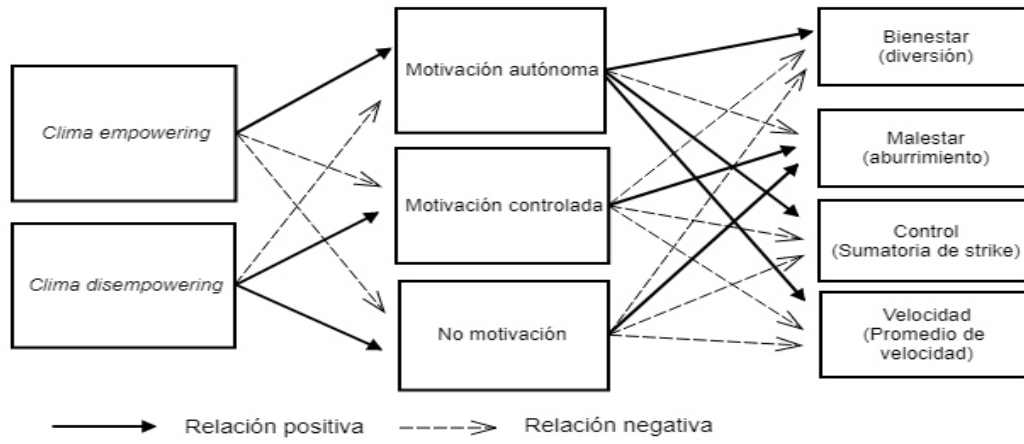 Clima empowering
Clima disempowering
Motivación autónoma
Motivación controlada
No motivación
Bienestar
(diversión)
Malestar
(aburrimiento)
Control
(Sumatoria de strike)
Velocidad
(Promedio de
velocidad)
Relación positiva
Relación negativa